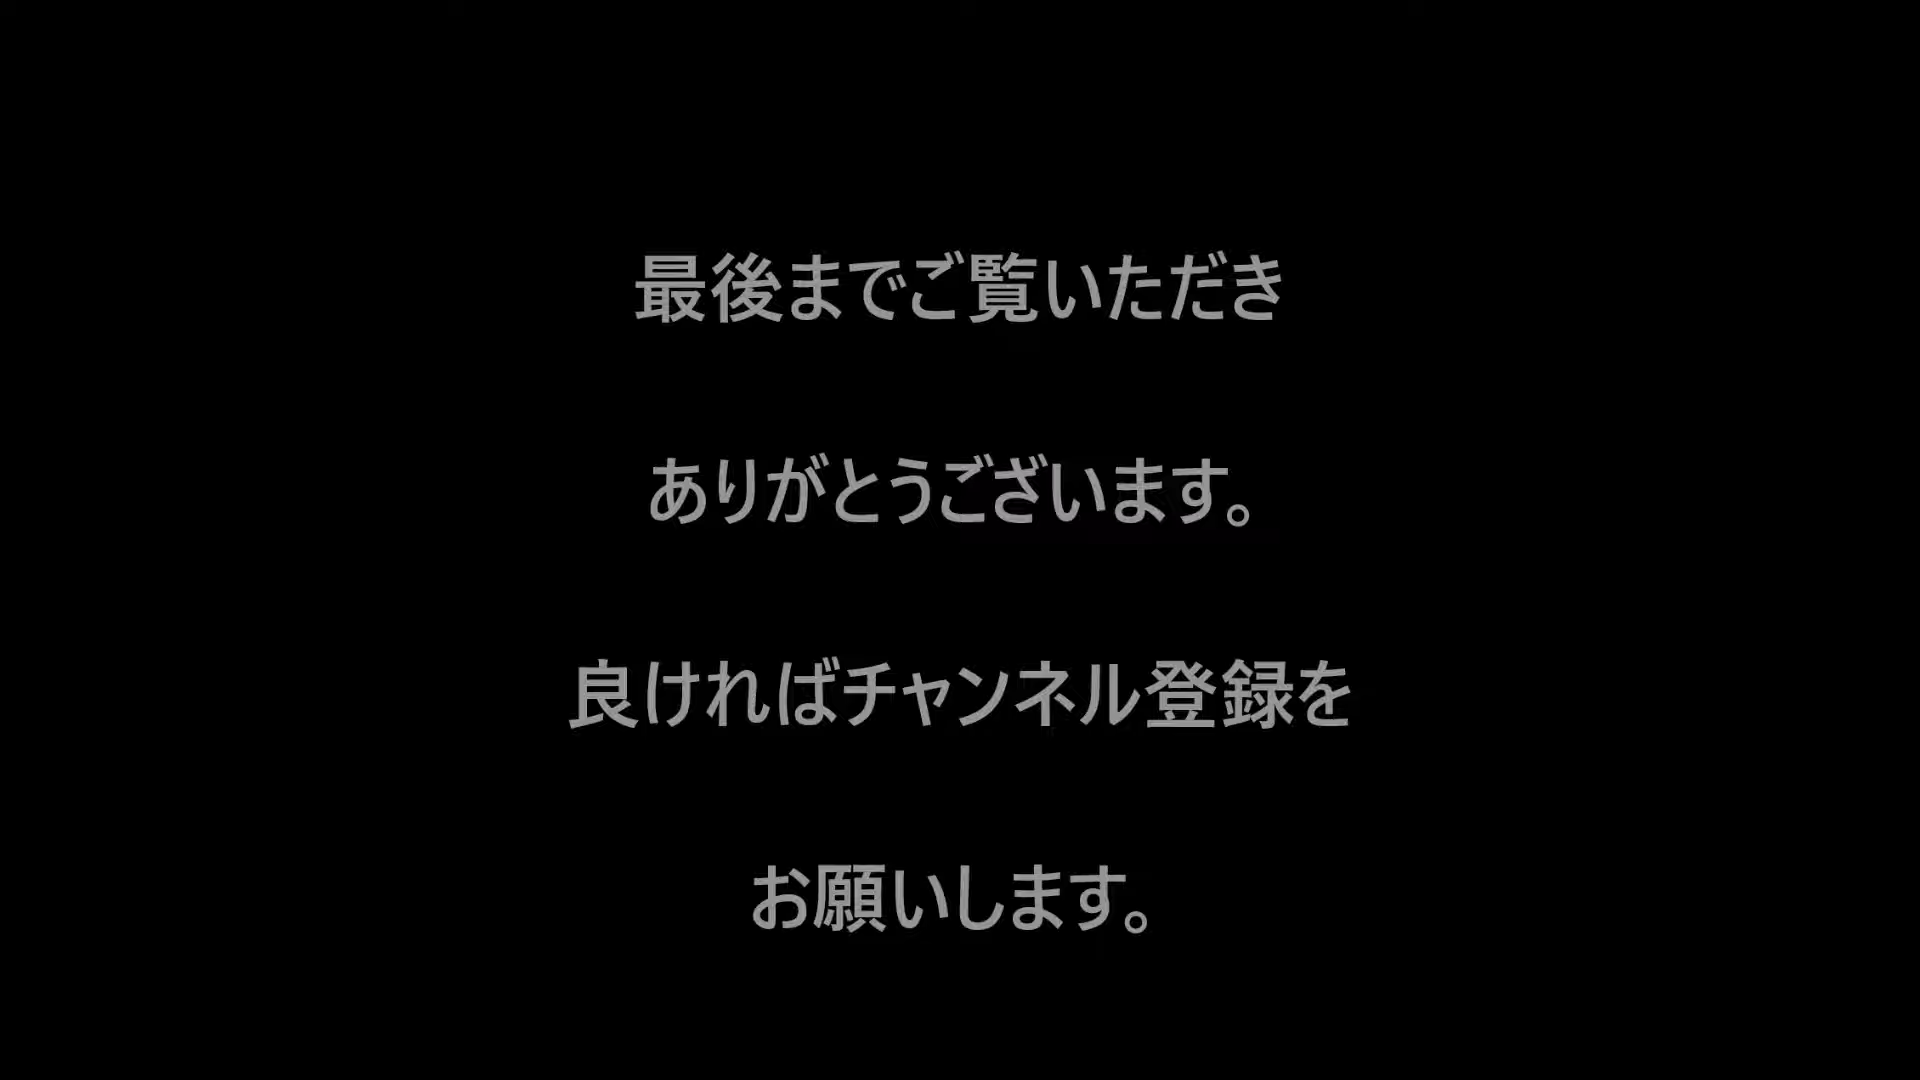 最後までご覧いただき
ありがとうございます。
良ければチャンネル登録を
お願いします。